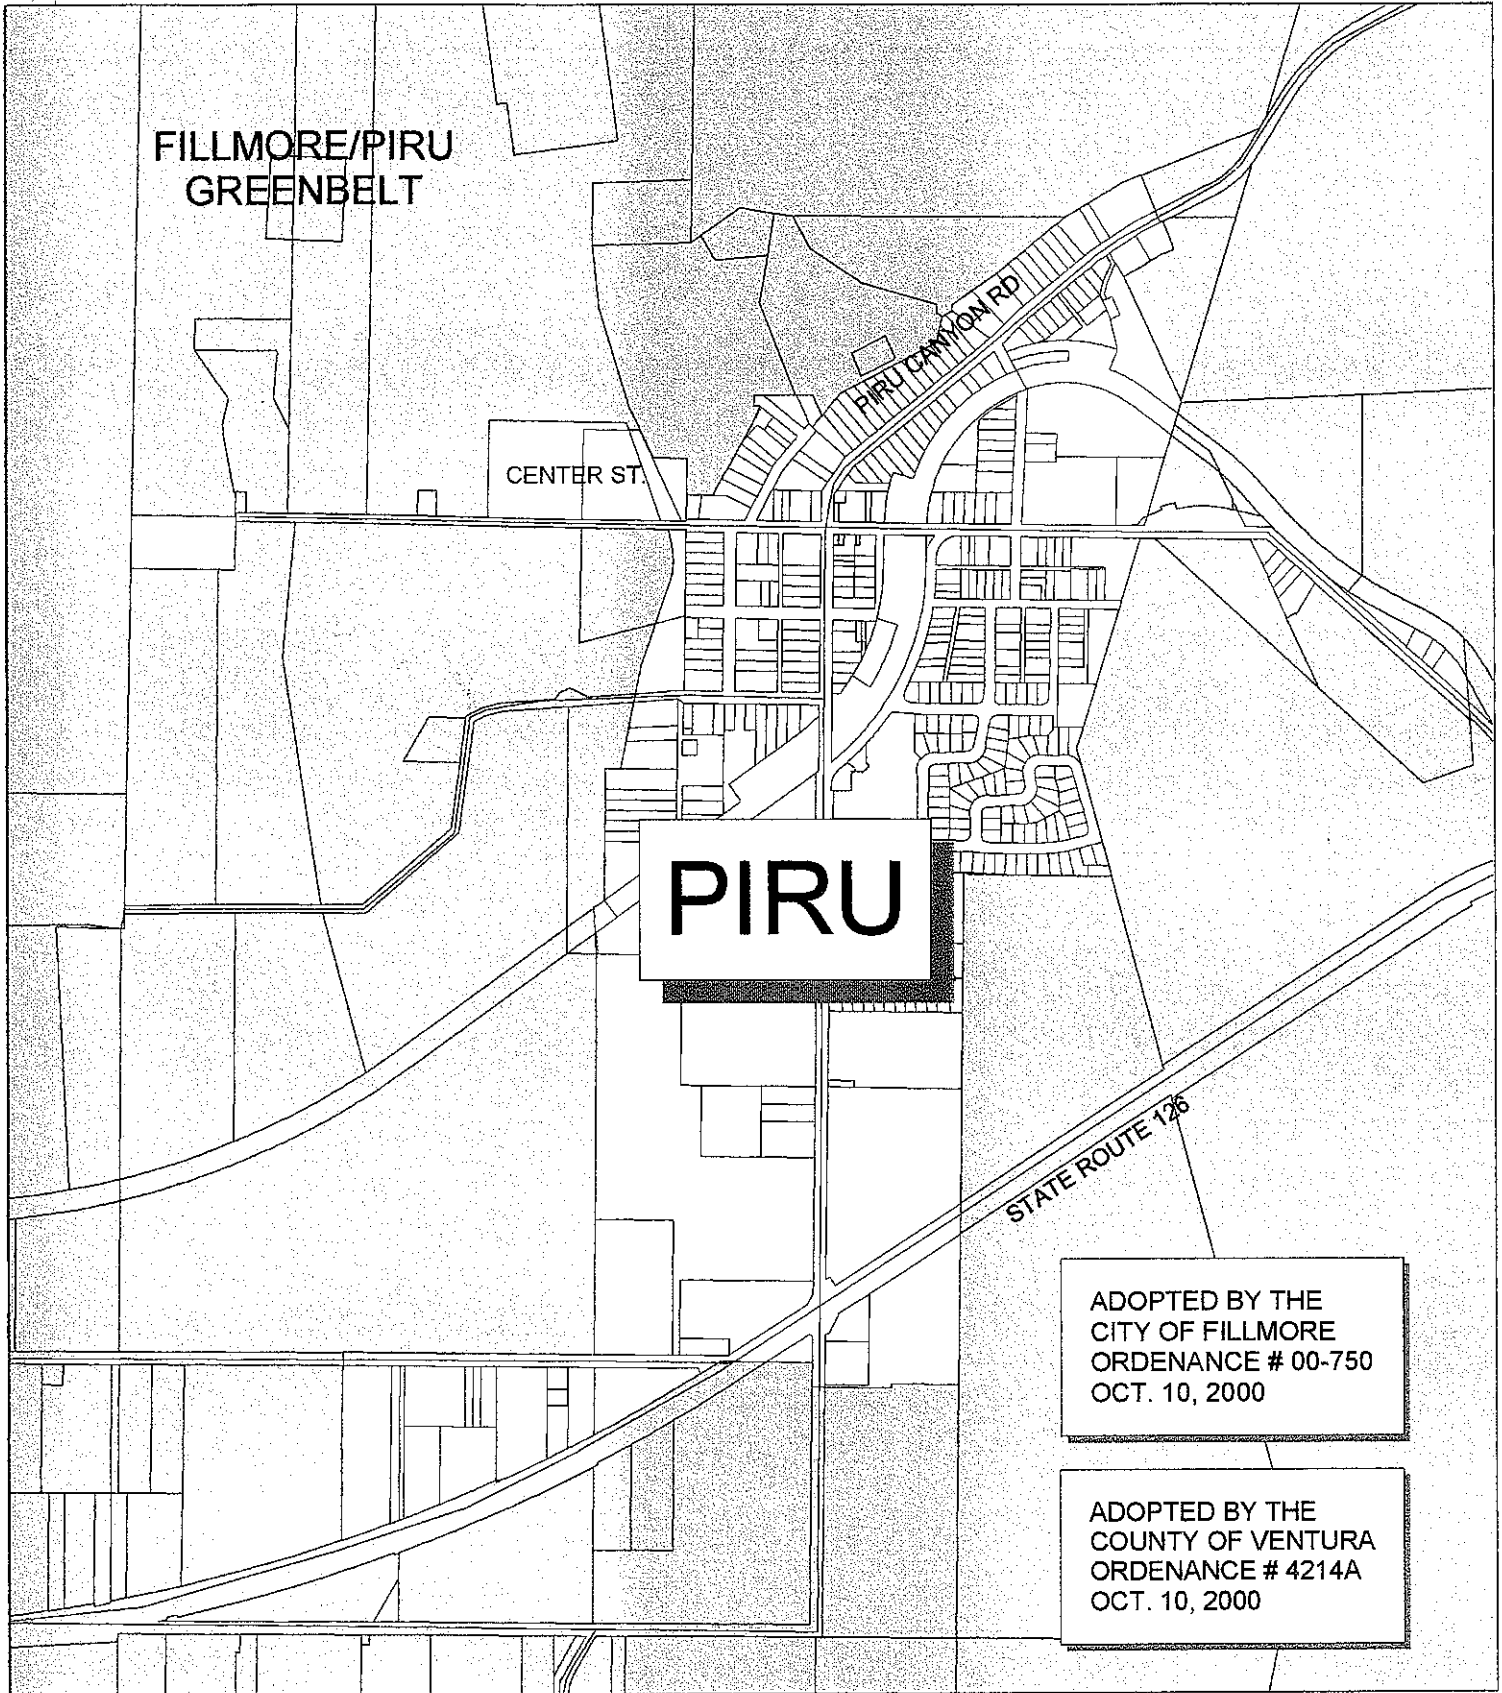 FILLMORE/PIRU
GREENBELT
PIRU CANYON RD
CENTER ST.
PIRU
STATE ROUTE 126
ADOPTED BY THE
CITY OF FILLMORE
ORDENANCE # 00-750
OCT. 10, 2000
ADOPTED BY THE
COUNTY OF VENTURA
ORDENANCE # 4214A
OCT. 10, 2000